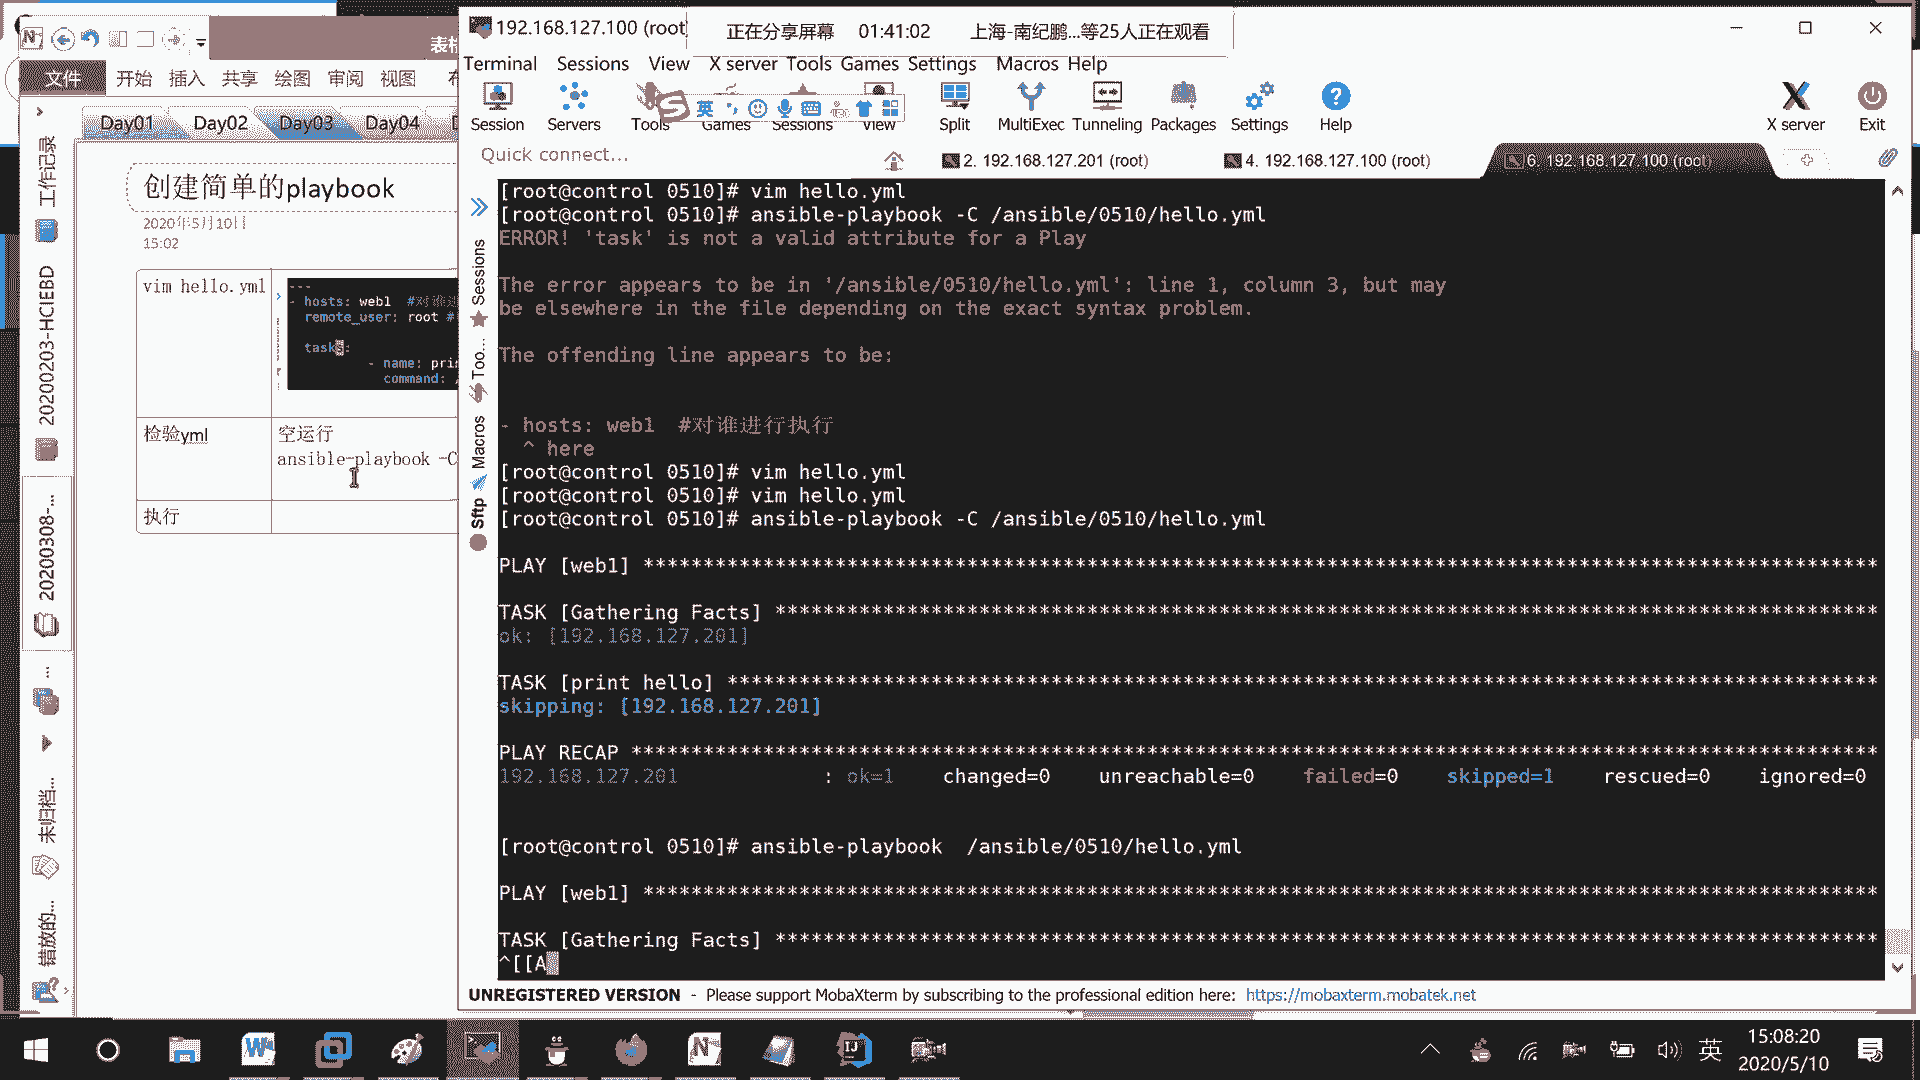 192.168.127.100 (root)
正在分享屏幕 01:41:02 上海-南纪鹏...等25人正在观看
Terminal Sessions View X server Tools Games Settings Macros Help
Session Servers Tools Games Sessions View Split MultiExec Tunneling Packages Settings Help X server Exit
英
Quick connect...
2. 192.168.127.201 (root) 4. 192.168.127.100 (root) 6. 192.168.127.100 (root)
文件 开始 插入 共享 绘图 审阅 视图
Day01 Day02 Day03 Day04
工作记录
20200203-HCIEBD
20200308-...
...
未归档...
错放的...
创建简单的playbook
2020年5月10日
15:02
vim hello.yml
---
- hosts: web1 #对谁进
remote_user: root #
tasks:
- name: prin
command:
检验yml
空运行
ansible-playbook -C
执行
Sessions
Too...
Macros
Sftp
[root@control 0510]# vim hello.yml
[root@control 0510]# ansible-playbook -C /ansible/0510/hello.yml
ERROR! 'task' is not a valid attribute for a Play
The error appears to be in '/ansible/0510/hello.yml': line 1, column 3, but may
be elsewhere in the file depending on the exact syntax problem.
The offending line appears to be:
- hosts: web1  #对谁进行执行
^ here
[root@control 0510]# vim hello.yml
[root@control 0510]# vim hello.yml
[root@control 0510]# ansible-playbook -C /ansible/0510/hello.yml
PLAY [web1] *******************************************************************************************************
TASK [Gathering Facts] ********************************************************************************************
ok: [192.168.127.201]
TASK [print hello] ************************************************************************************************
skipping: [192.168.127.201]
PLAY RECAP ********************************************************************************************************
192.168.127.201 : ok=1 changed=0 unreachable=0 failed=0 skipped=1 rescued=0 ignored=0
[root@control 0510]# ansible-playbook  /ansible/0510/hello.yml
PLAY [web1] *******************************************************************************************************
TASK [Gathering Facts] ********************************************************************************************
^[[A
UNREGISTERED VERSION - Please support MobaXterm by subscribing to the professional edition here: https://mobaxterm.mobatek.net
英
15:08:20
2020/5/10